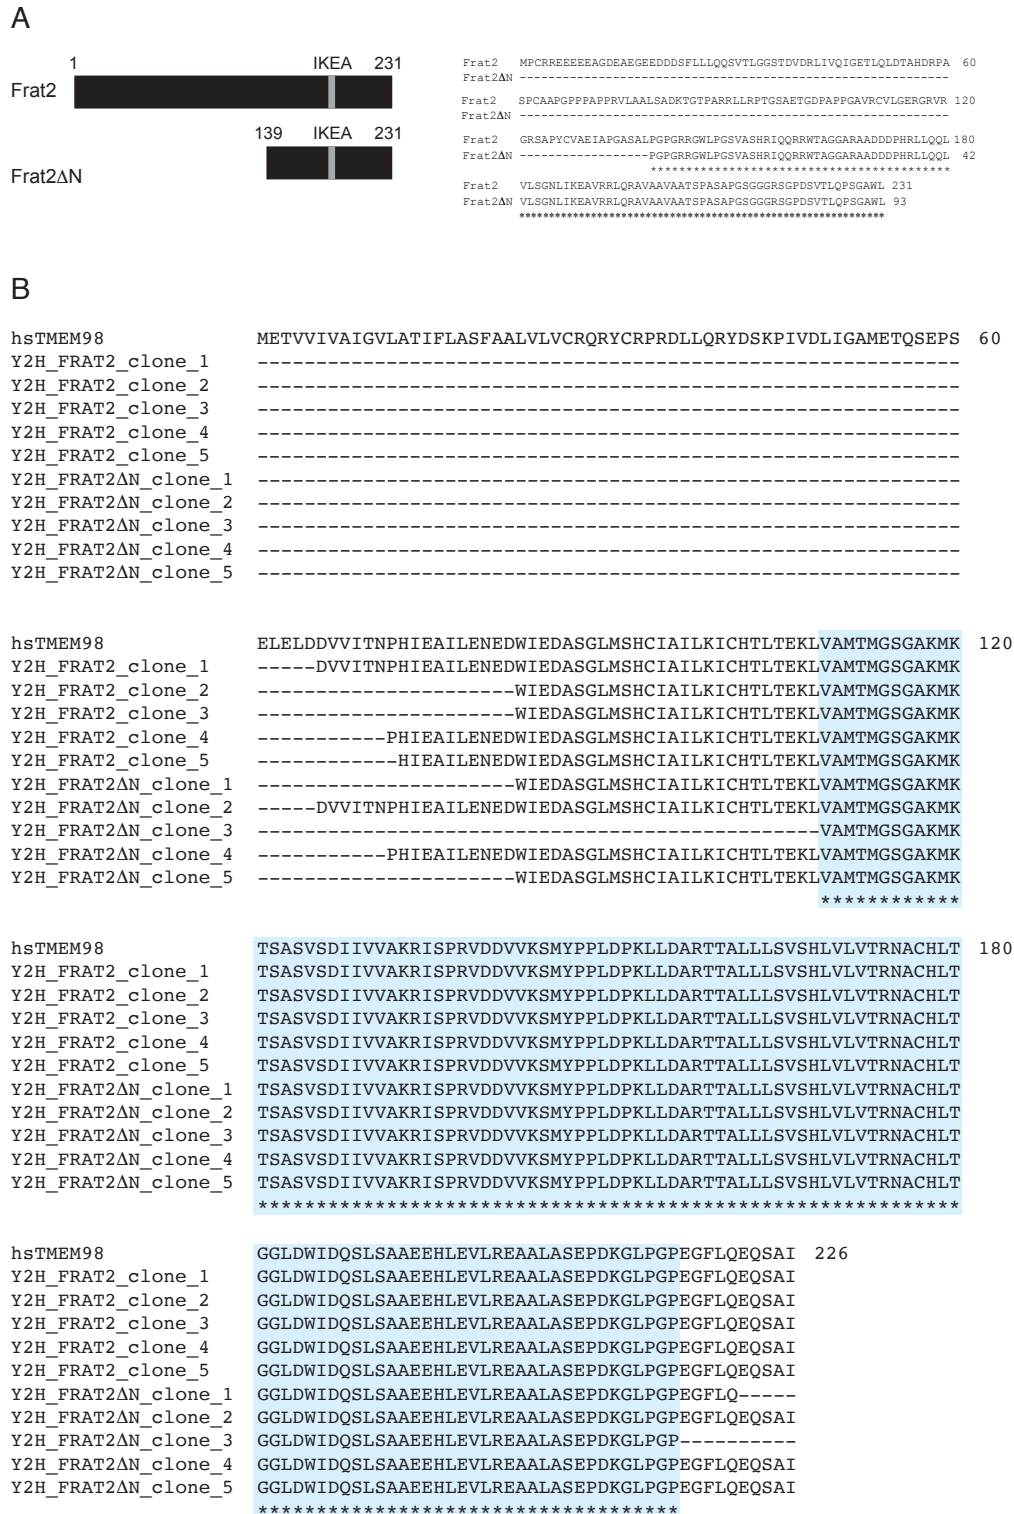 A
1 IKEA 231
Frat2
139 IKEA 231
Frat2ΔN
Frat2 MPCRREEEEEAGDEAEGEEDDDSFLLLQQSVTLGGSTDVDRLIVQIGETLQLDTAHDRPA 60
Frat2ΔN ------------------------------------------------------------
Frat2 SPCAAPGPPPAPPRVLAALSADKTGTPARRLLRPTGSAETGDPAPPGAVRCVLGERGRVR 120
Frat2ΔN ------------------------------------------------------------
Frat2 GRSAPYCVAEIAPGASALPGPGRRGWLPGSVASHRIQQRRWTAGGARAADDDPHRLLQQL 180
Frat2ΔN ------------------PGPGRRGWLPGSVASHRIQQRRWTAGGARAADDDPHRLLQQL 42
******************************************
Frat2 VLSGNLIKEAVRRLQRAVAAVAATSPASAPGSGGGRSGPDSVTLQPSGAWL 231
Frat2ΔN VLSGNLIKEAVRRLQRAVAAVAATSPASAPGSGGGRSGPDSVTLQPSGAWL 93
***************************************************
B
hsTMEM98 METVVIVAIGVLATIFLASFAALVLVCRQRYCRPRDLLQRYDSKPIVDLIGAMETQSEPS 60
Y2H_FRAT2_clone_1 ------------------------------------------------------------
Y2H_FRAT2_clone_2 ------------------------------------------------------------
Y2H_FRAT2_clone_3 ------------------------------------------------------------
Y2H_FRAT2_clone_4 ------------------------------------------------------------
Y2H_FRAT2_clone_5 ------------------------------------------------------------
Y2H_FRAT2ΔN_clone_1 ------------------------------------------------------------
Y2H_FRAT2ΔN_clone_2 ------------------------------------------------------------
Y2H_FRAT2ΔN_clone_3 ------------------------------------------------------------
Y2H_FRAT2ΔN_clone_4 ------------------------------------------------------------
Y2H_FRAT2ΔN_clone_5 ------------------------------------------------------------
hsTMEM98 ELELDDVVITNPHIEAILENEDWIEDASGLMSHCIAILKICHTLTEKLVAMTMGSGAKMK 120
Y2H_FRAT2_clone_1 -----DVVITNPHIEAILENEDWIEDASGLMSHCIAILKICHTLTEKLVAMTMGSGAKMK
Y2H_FRAT2_clone_2 ----------------------WIEDASGLMSHCIAILKICHTLTEKLVAMTMGSGAKMK
Y2H_FRAT2_clone_3 ----------------------WIEDASGLMSHCIAILKICHTLTEKLVAMTMGSGAKMK
Y2H_FRAT2_clone_4 -----------PHIEAILENEDWIEDASGLMSHCIAILKICHTLTEKLVAMTMGSGAKMK
Y2H_FRAT2_clone_5 ------------HIEAILENEDWIEDASGLMSHCIAILKICHTLTEKLVAMTMGSGAKMK
Y2H_FRAT2ΔN_clone_1 ----------------------WIEDASGLMSHCIAILKICHTLTEKLVAMTMGSGAKMK
Y2H_FRAT2ΔN_clone_2 -----DVVITNPHIEAILENEDWIEDASGLMSHCIAILKICHTLTEKLVAMTMGSGAKMK
Y2H_FRAT2ΔN_clone_3 ------------------------------------------------VAMTMGSGAKMK
Y2H_FRAT2ΔN_clone_4 -----------PHIEAILENEDWIEDASGLMSHCIAILKICHTLTEKLVAMTMGSGAKMK
Y2H_FRAT2ΔN_clone_5 ----------------------WIEDASGLMSHCIAILKICHTLTEKLVAMTMGSGAKMK
************
hsTMEM98 TSASVSDIIVVAKRISPRVDDVVKSMYPPLDPKLLDARTTALLLSVSHLVLVTRNACHLT 180
Y2H_FRAT2_clone_1 TSASVSDIIVVAKRISPRVDDVVKSMYPPLDPKLLDARTTALLLSVSHLVLVTRNACHLT
Y2H_FRAT2_clone_2 TSASVSDIIVVAKRISPRVDDVVKSMYPPLDPKLLDARTTALLLSVSHLVLVTRNACHLT
Y2H_FRAT2_clone_3 TSASVSDIIVVAKRISPRVDDVVKSMYPPLDPKLLDARTTALLLSVSHLVLVTRNACHLT
Y2H_FRAT2_clone_4 TSASVSDIIVVAKRISPRVDDVVKSMYPPLDPKLLDARTTALLLSVSHLVLVTRNACHLT
Y2H_FRAT2_clone_5 TSASVSDIIVVAKRISPRVDDVVKSMYPPLDPKLLDARTTALLLSVSHLVLVTRNACHLT
Y2H_FRAT2ΔN_clone_1 TSASVSDIIVVAKRISPRVDDVVKSMYPPLDPKLLDARTTALLLSVSHLVLVTRNACHLT
Y2H_FRAT2ΔN_clone_2 TSASVSDIIVVAKRISPRVDDVVKSMYPPLDPKLLDARTTALLLSVSHLVLVTRNACHLT
Y2H_FRAT2ΔN_clone_3 TSASVSDIIVVAKRISPRVDDVVKSMYPPLDPKLLDARTTALLLSVSHLVLVTRNACHLT
Y2H_FRAT2ΔN_clone_4 TSASVSDIIVVAKRISPRVDDVVKSMYPPLDPKLLDARTTALLLSVSHLVLVTRNACHLT
Y2H_FRAT2ΔN_clone_5 TSASVSDIIVVAKRISPRVDDVVKSMYPPLDPKLLDARTTALLLSVSHLVLVTRNACHLT
************************************************************
hsTMEM98 GGLDWIDQSLSAAEEHLEVLREAALASEPDKGLPGPEGFLQEQSAI 226
Y2H_FRAT2_clone_1 GGLDWIDQSLSAAEEHLEVLREAALASEPDKGLPGPEGFLQEQSAI
Y2H_FRAT2_clone_2 GGLDWIDQSLSAAEEHLEVLREAALASEPDKGLPGPEGFLQEQSAI
Y2H_FRAT2_clone_3 GGLDWIDQSLSAAEEHLEVLREAALASEPDKGLPGPEGFLQEQSAI
Y2H_FRAT2_clone_4 GGLDWIDQSLSAAEEHLEVLREAALASEPDKGLPGPEGFLQEQSAI
Y2H_FRAT2_clone_5 GGLDWIDQSLSAAEEHLEVLREAALASEPDKGLPGPEGFLQEQSAI
Y2H_FRAT2ΔN_clone_1 GGLDWIDQSLSAAEEHLEVLREAALASEPDKGLPGPEGFLQ-----
Y2H_FRAT2ΔN_clone_2 GGLDWIDQSLSAAEEHLEVLREAALASEPDKGLPGPEGFLQEQSAI
Y2H_FRAT2ΔN_clone_3 GGLDWIDQSLSAAEEHLEVLREAALASEPDKGLPGP----------
Y2H_FRAT2ΔN_clone_4 GGLDWIDQSLSAAEEHLEVLREAALASEPDKGLPGPEGFLQEQSAI
Y2H_FRAT2ΔN_clone_5 GGLDWIDQSLSAAEEHLEVLREAALASEPDKGLPGPEGFLQEQSAI
************************************